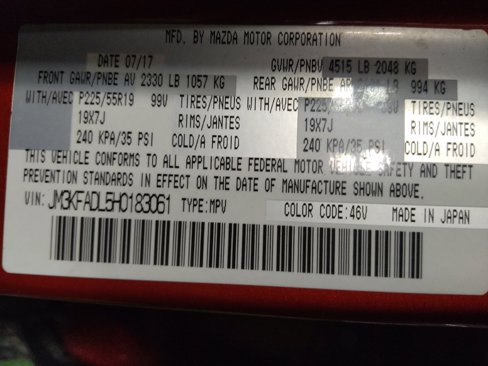 MFD. BY MAZDA MOTOR CORPORATION
DATE 07/17 GVWR/PNBV 4515 LB 2048 KG
FRONT GAWR/PNBE AV 2330 LB 1057 KG REAR GAWR/PNBE LB 994 KG
WITH/AVEC P225/55R19 99V TIRES/PNEUS WITH/AVEC TIRES/PNEUS
19X7J RIMS/JANTES 19X7J RIMS/JANTES
240 KPA/35 PSI COLD/A FROID 240 KPA/35 PSI COLD/A FROID
THIS VEHICLE CONFORMS TO ALL APPLICABLE FEDERAL MOTOR VEHICLE SAFETY AND THEFT
PREVENTION STANDARDS IN EFFECT ON THE DATE OF MANUFACTURE SHOWN ABOVE.
VIN: JM3KFADL5H0183061 TYPE:MPV COLOR CODE:46V MADE IN JAPAN